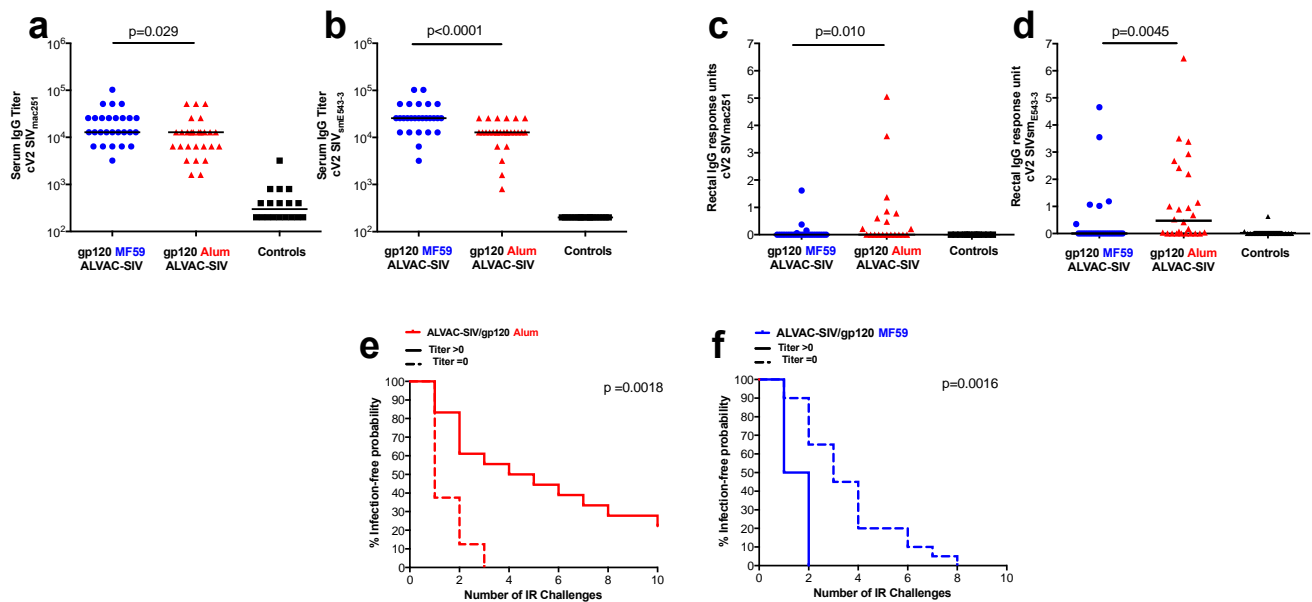 a
p=0.029
Serum IgG Titer
cV2 SIVmac251
10^6
10^5
10^4
10^3
10^2
gp120 MF59
ALVAC-SIV
gp120 Alum
ALVAC-SIV
Controls
b
p<0.0001
Serum IgG Titer
cV2 SIVsmE543-3
10^6
10^5
10^4
10^3
10^2
gp120 MF59
ALVAC-SIV
gp120 Alum
ALVAC-SIV
Controls
c
p=0.010
Rectal IgG response units
cV2 SIVmac251
7
6
5
4
3
2
1
0
gp120 MF59
ALVAC-SIV
gp120 Alum
ALVAC-SIV
Controls
d
p=0.0045
Rectal IgG response unit
cV2 SIVsmE543-3
7
6
5
4
3
2
1
0
gp120 MF59
ALVAC-SIV
gp120 Alum
ALVAC-SIV
Controls
e
ALVAC-SIV/gp120 Alum
Titer >0
Titer =0
p =0.0018
% Infection-free probability
100
90
80
70
60
50
40
30
20
10
0
0 2 4 6 8 10
Number of IR Challenges
f
ALVAC-SIV/gp120 MF59
Titer >0
Titer =0
p=0.0016
% Infection-free probability
100
90
80
70
60
50
40
30
20
10
0
0 2 4 6 8 10
Number of IR Challenges